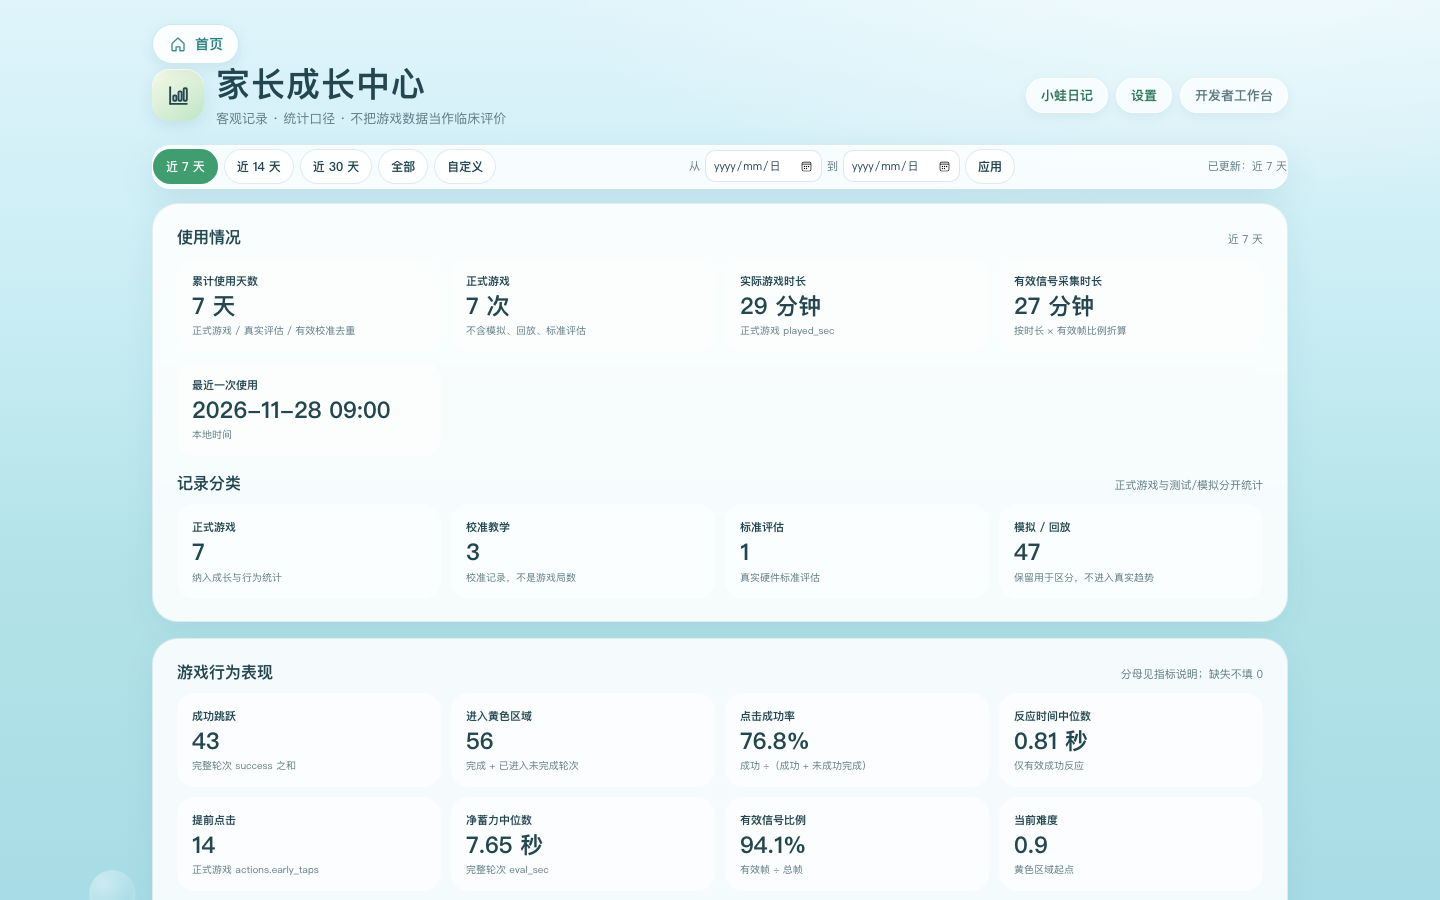 首页
家长成长中心
客观记录 · 统计口径 · 不把游戏数据当作临床评价
小蛙日记
设置
开发者工作台
近 7 天
近 14 天
近 30 天
全部
自定义
从 yyyy/mm/日 到 yyyy/mm/日 应用
已更新：近 7 天
使用情况
近 7 天
累计使用天数
7 天
正式游戏 / 真实评估 / 有效校准去重
正式游戏
7 次
不含模拟、回放、标准评估
实际游戏时长
29 分钟
正式游戏 played_sec
有效信号采集时长
27 分钟
按时长 × 有效帧比例折算
最近一次使用
2026-11-28 09:00
本地时间
记录分类
正式游戏与测试/模拟分开统计
正式游戏
7
纳入成长与行为统计
校准教学
3
校准记录，不是游戏局数
标准评估
1
真实硬件标准评估
模拟 / 回放
47
保留用于区分，不进入真实趋势
游戏行为表现
分母见指标说明；缺失不填 0
成功跳跃
43
完整轮次 success 之和
进入黄色区域
56
完成 + 已进入未完成轮次
点击成功率
76.8%
成功 ÷（成功 + 未成功完成）
反应时间中位数
0.81 秒
仅有效成功反应
提前点击
14
正式游戏 actions.early_taps
净蓄力中位数
7.65 秒
完整轮次 eval_sec
有效信号比例
94.1%
有效帧 ÷ 总帧
当前难度
0.9
黄色区域起点